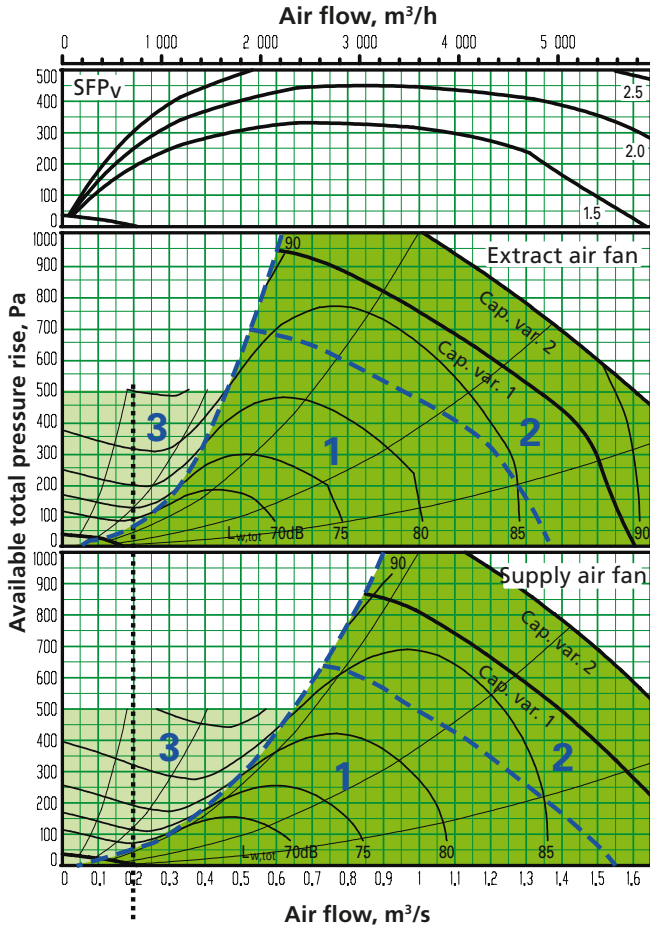 Air flow, m³/h
0 1 000 2 000 3 000 4 000 5 000
500
SFPv
400
300
200
100
0
2.5
2.0
1.5
Available total pressure rise, Pa
1000
900
800
700
600
500
400
300
200
100
0
90
Extract air fan
Cap. var. 2
Cap. var. 1
3
1
2
Lw,tot 70dB 75 80 85 90
1000
900
800
700
600
500
400
300
200
100
0
90
Supply air fan
Cap. var. 2
Cap. var. 1
3
1
2
Lw,tot 70dB 75 80 85
0 0.1 0.2 0.3 0.4 0.5 0.6 0.7 0.8 0.9 1 1.1 1.2 1.3 1.4 1.5 1.6
Air flow, m³/s